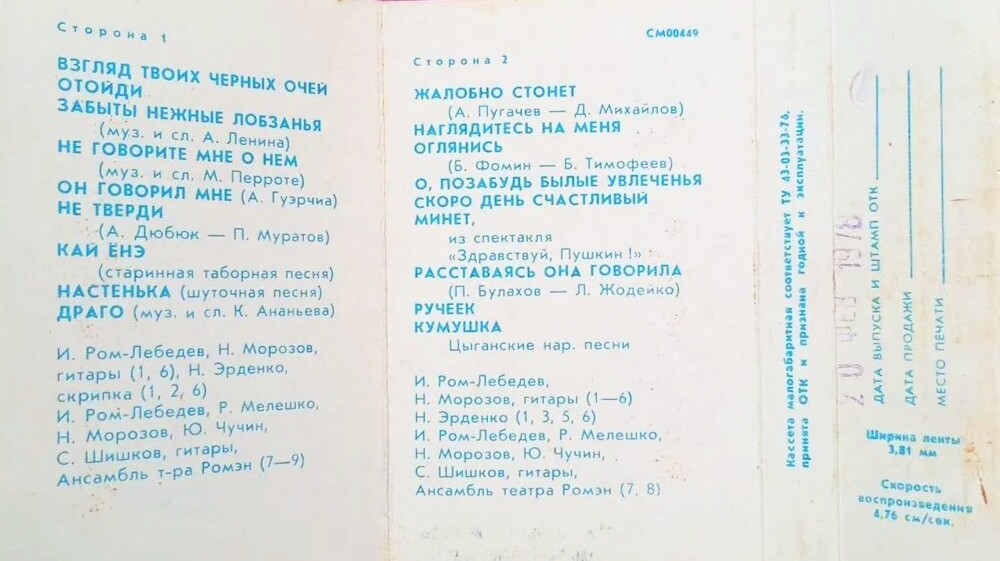 Сторона 1
ВЗГЛЯД ТВОИХ ЧЕРНЫХ ОЧЕЙ
ОТОЙДИ
ЗАБЫТЫ НЕЖНЫЕ ЛОБЗАНЬЯ
(муз. и сл. А. Ленина)
НЕ ГОВОРИТЕ МНЕ О НЕМ
(муз. и сл. М. Перроте)
ОН ГОВОРИЛ МНЕ (А. Гуэрчиа)
НЕ ТВЕРДИ
(А. Дюбюк — П. Муратов)
КАЙ ЁНЭ
(старинная таборная песня)
НАСТЕНЬКА (шуточная песня)
ДРАГО (муз. и сл. К. Ананьева)
И. Ром-Лебедев, Н. Морозов,
гитары (1, 6), Н. Эрденко,
скрипка (1, 2, 6)
И. Ром-Лебедев, Р. Мелешко,
Н. Морозов, Ю. Чучин,
С. Шишков, гитары,
Ансамбль т-ра Ромэн (7—9)
СМ00449
Сторона 2
ЖАЛОБНО СТОНЕТ
(А. Пугачев — Д. Михайлов)
НАГЛЯДИТЕСЬ НА МЕНЯ
ОГЛЯНИСЬ
(Б. Фомин — Б. Тимофеев)
О, ПОЗАБУДЬ БЫЛЫЕ УВЛЕЧЕНЬЯ
СКОРО ДЕНЬ СЧАСТЛИВЫЙ
МИНЕТ,
из спектакля
«Здравствуй, Пушкин!»
РАССТАВАЯСЬ ОНА ГОВОРИЛА
(П. Булахов — Л. Жодейко)
РУЧЕЕК
КУМУШКА
Цыганские нар. песни
И. Ром-Лебедев,
Н. Морозов, гитары (1—6)
Н. Эрденко (1, 3, 5, 6)
И. Ром-Лебедев, Р. Мелешко,
Н. Морозов, Ю. Чучин,
С. Шишков, гитары,
Ансамбль театра Ромэн (7, 8)
Кассета малогабаритная соответствует ТУ 43-03-33-76,
принята ОТК и признана годной к эксплуатации.
20 ФЕВ 1978
ДАТА ВЫПУСКА И ШТАМП ОТК
ДАТА ПРОДАЖИ
МЕСТО ПЕЧАТИ
Ширина ленты
3,81 мм
Скорость
воспроизведения
4,76 см/сек.